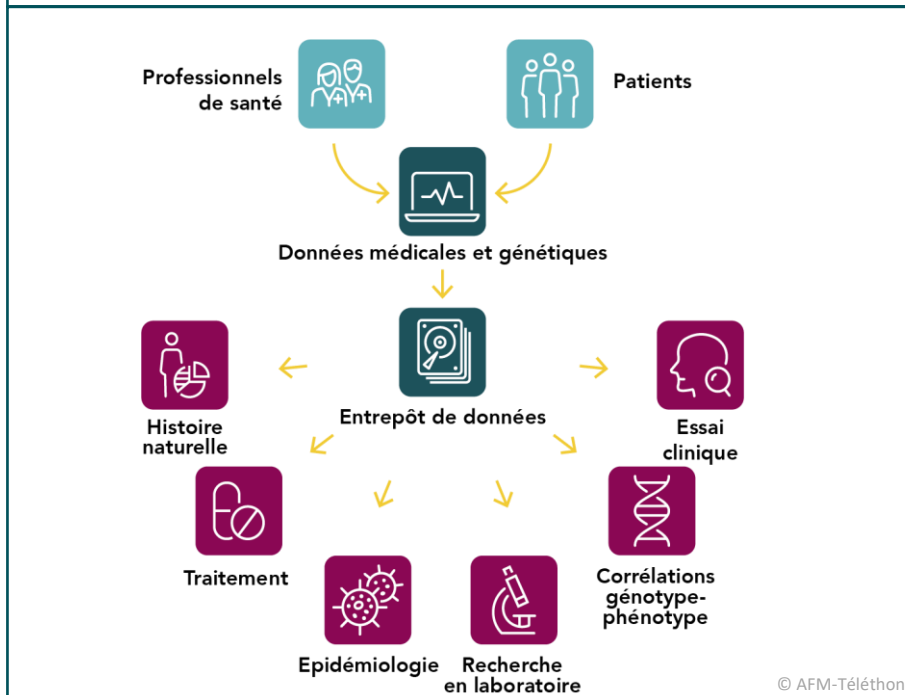 Professionnels
de santé
Patients
Données médicales et génétiques
Entrepôt de données
Histoire
naturelle
Essai
clinique
Traitement
Corrélations
génotype-
phénotype
Epidémiologie
Recherche
en laboratoire
© AFM-Téléthon